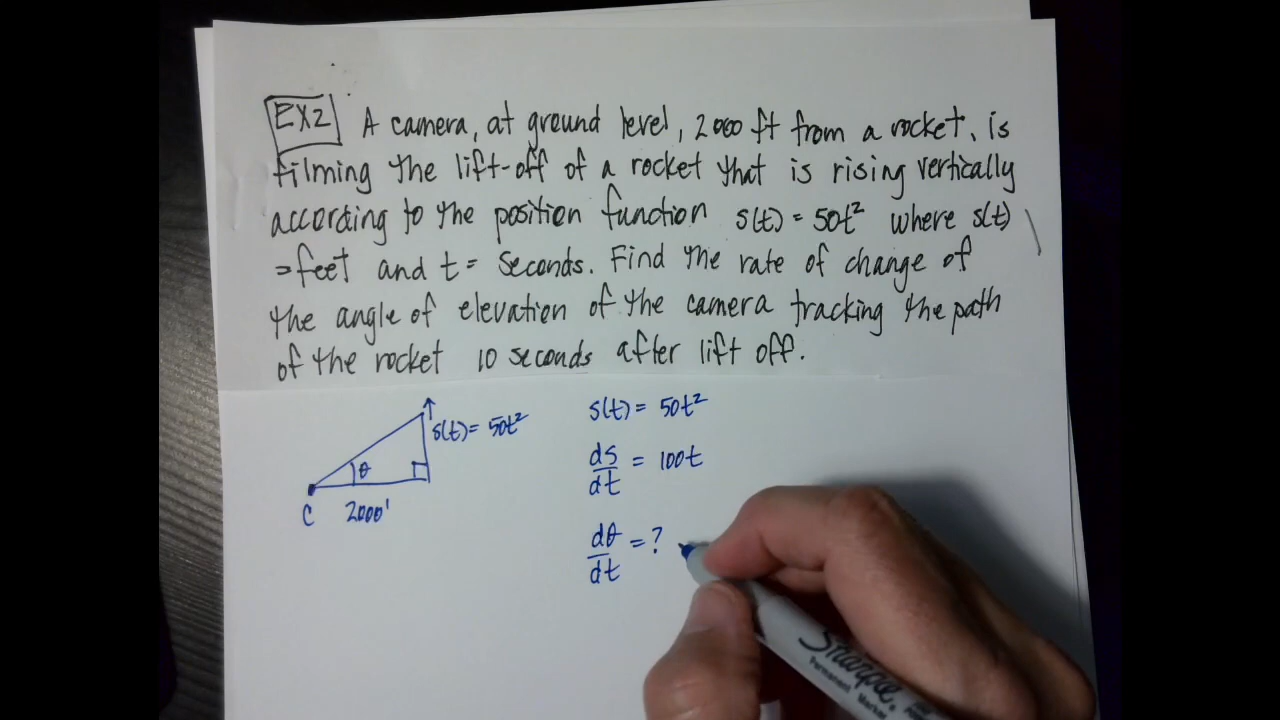 EX2 A camera, at ground level, 2000 ft from a rocket, is
filming the lift-off of a rocket that is rising vertically
according to the position function s(t) = 50t² where s(t)
= feet and t = seconds. Find the rate of change of
the angle of elevation of the camera tracking the path
of the rocket 10 seconds after lift off.
s(t) = 50t²
θ
C 2000'
s(t) = 50t²
ds/dt = 100t
dθ/dt = ?
Sharpie
Permanent Marker